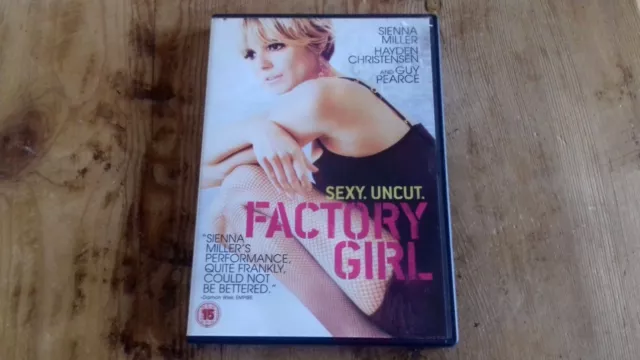 SIENNA
MILLER
HAYDEN
CHRISTENSEN
AND GUY
PEARCE
SEXY. UNCUT.
FACTORY
GIRL
"SIENNA
MILLER'S
PERFORMANCE,
QUITE FRANKLY,
COULD NOT
BE BETTERED."
EMPIRE
15